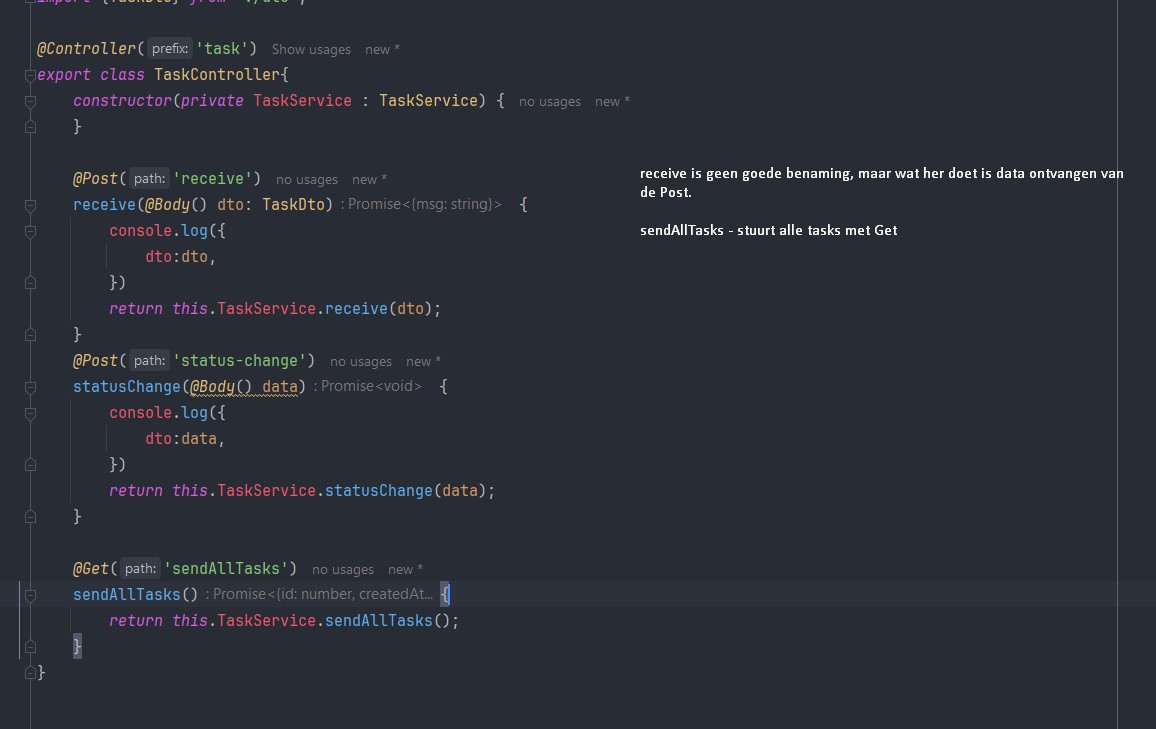 import {TaskDto} from "./dto";
@Controller( prefix: 'task') Show usages new *
export class TaskController{
constructor(private TaskService : TaskService) { no usages new *
}
@Post( path: 'receive') no usages new *
receive(@Body() dto: TaskDto) : Promise<{msg: string}> {
console.log({
dto:dto,
})
return this.TaskService.receive(dto);
}
@Post( path: 'status-change') no usages new *
statusChange(@Body() data) : Promise<void> {
console.log({
dto:data,
})
return this.TaskService.statusChange(data);
}
@Get( path: 'sendAllTasks') no usages new *
sendAllTasks() : Promise<{id: number, createdAt... {
return this.TaskService.sendAllTasks();
}
}
receive is geen goede benaming, maar wat her doet is data ontvangen van
de Post.
sendAllTasks - stuurt alle tasks met Get